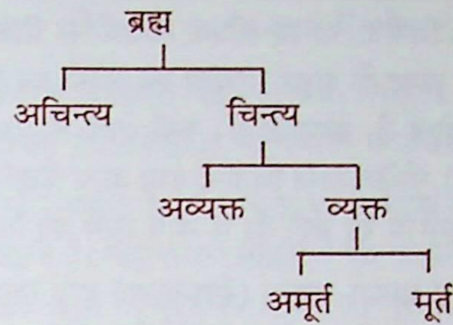 ब्रह्म
अचिन्त्य चिन्त्य
अव्यक्त व्यक्त
अमूर्त मूर्त